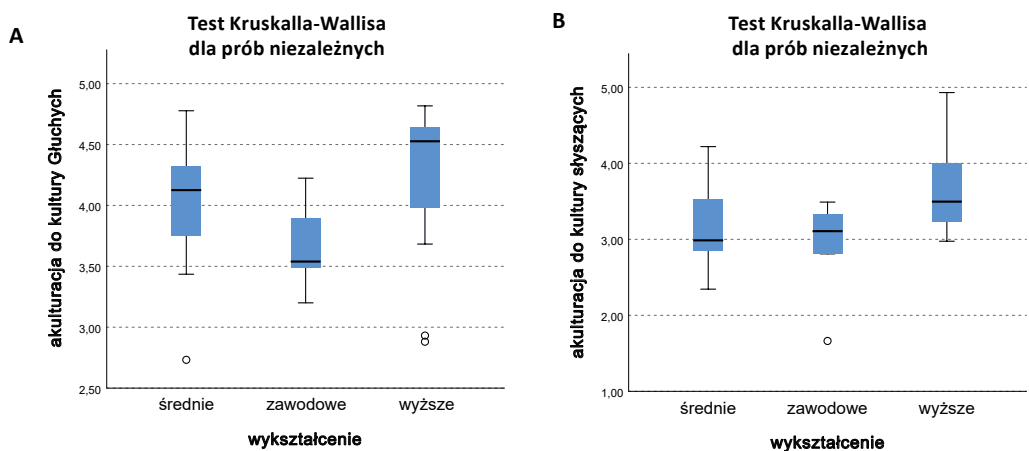 A
Test Kruskalla-Wallisa
dla prób niezależnych
akulturacja do kultury Głuchych
5,00
4,50
4,00
3,50
3,00
2,50
średnie zawodowe wyższe
wykształcenie
B
Test Kruskalla-Wallisa
dla prób niezależnych
akulturacja do kultury słyszących
5,00
4,00
3,00
2,00
1,00
średnie zawodowe wyższe
wykształcenie